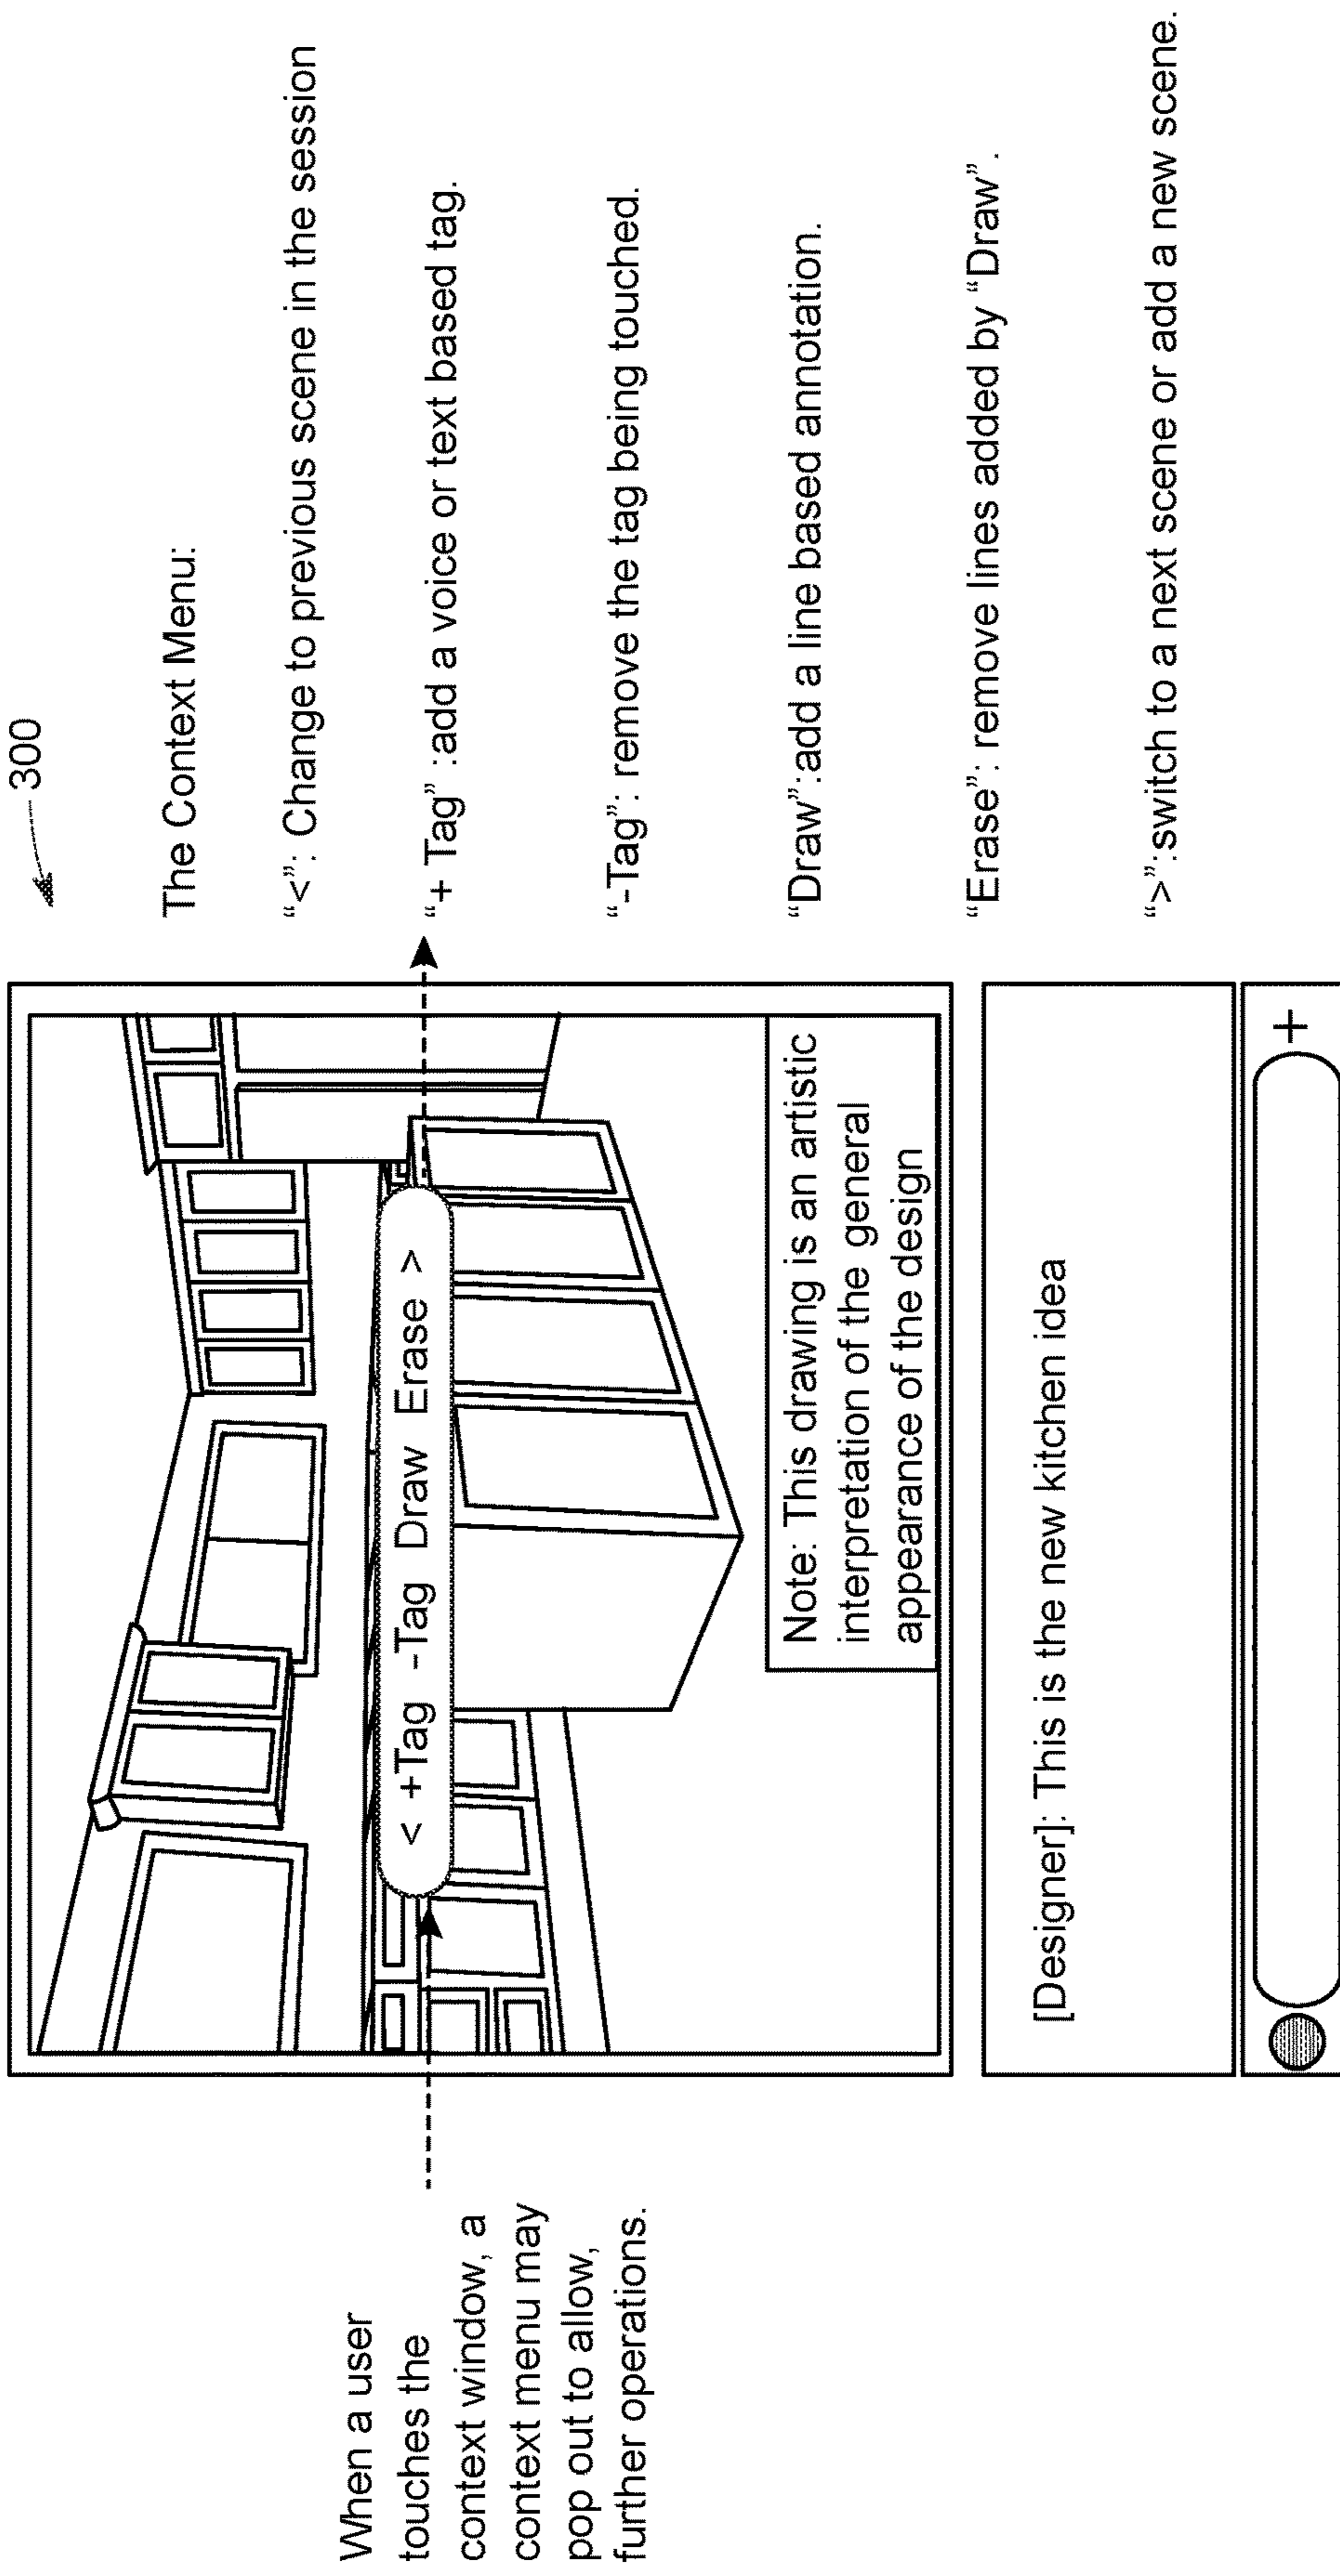 300
When a user
touches the
context window, a
context menu may
pop out to allow,
further operations.
< +Tag -Tag Draw Erase >
Note: This drawing is an artistic
interpretation of the general
appearance of the design
[Designer]: This is the new kitchen idea
+
The Context Menu:
“<”: Change to previous scene in the session
“+ Tag” :add a voice or text based tag.
“-Tag”: remove the tag being touched.
“Draw”:add a line based annotation.
“Erase”: remove lines added by “Draw”.
“>”:switch to a next scene or add a new scene.